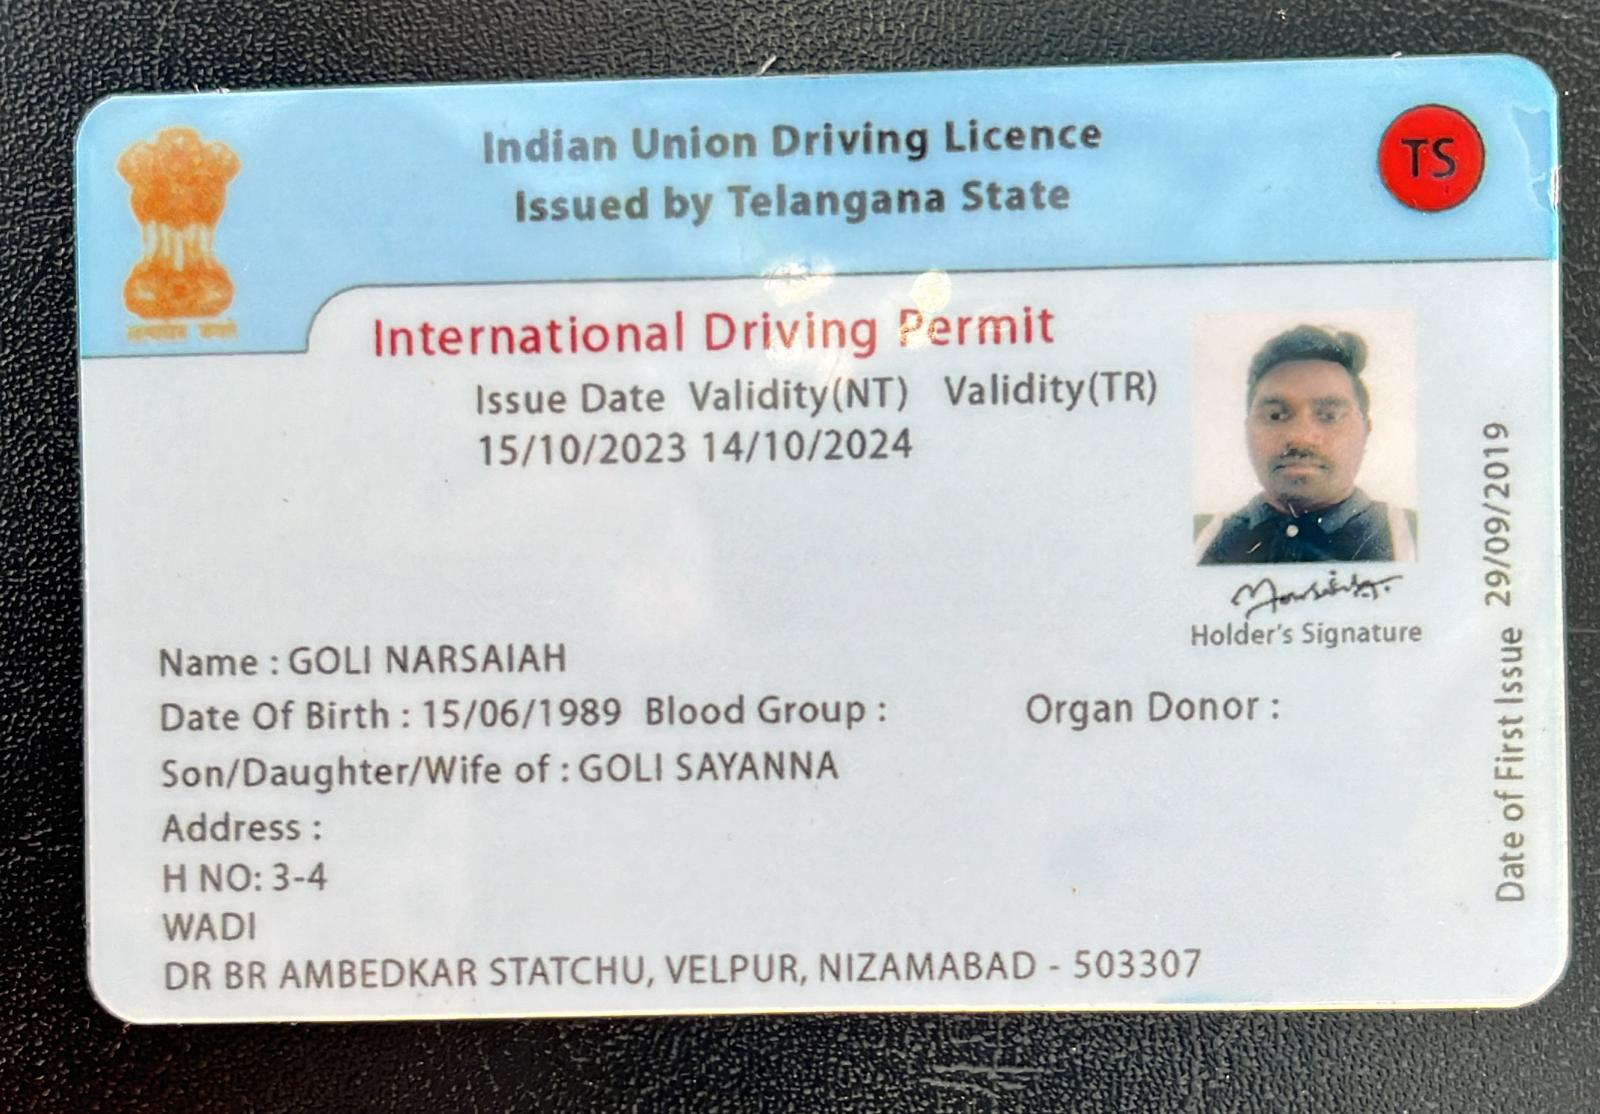 Indian Union Driving Licence
Issued by Telangana State
TS
International Driving Permit
Issue Date Validity(NT) Validity(TR)
15/10/2023 14/10/2024
Holder's Signature
Date of First Issue 29/09/2019
Name : GOLI NARSAIAH
Date Of Birth : 15/06/1989 Blood Group : Organ Donor :
Son/Daughter/Wife of : GOLI SAYANNA
Address :
H NO: 3-4
WADI
DR BR AMBEDKAR STATCHU, VELPUR, NIZAMABAD - 503307